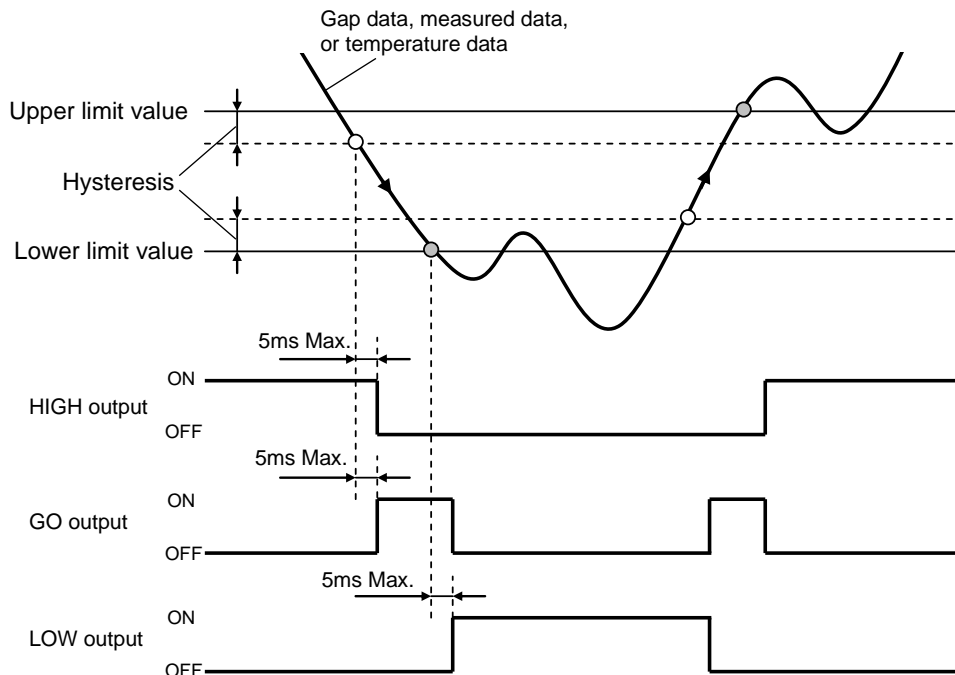 Gap data, measured data,
or temperature data
Upper limit value
Hysteresis
Lower limit value
5ms Max.
ON
HIGH output
OFF
5ms Max.
ON
GO output
OFF
5ms Max.
ON
LOW output
OFF